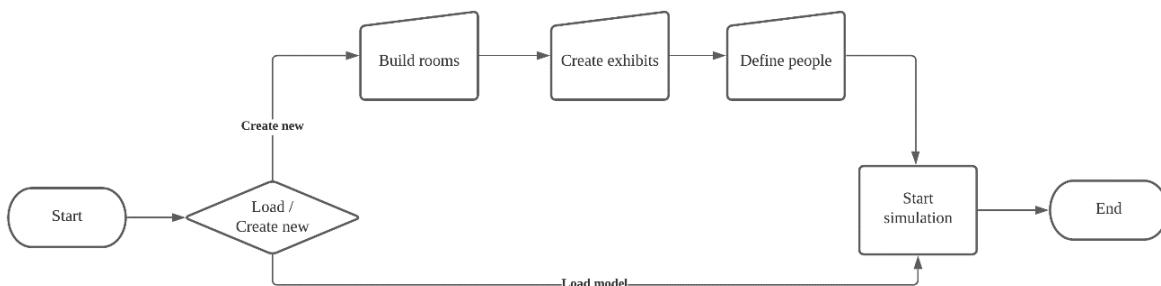 Build rooms
Create exhibits
Define people
Create new
Start
Load /
Create new
Start
simulation
End
Load model